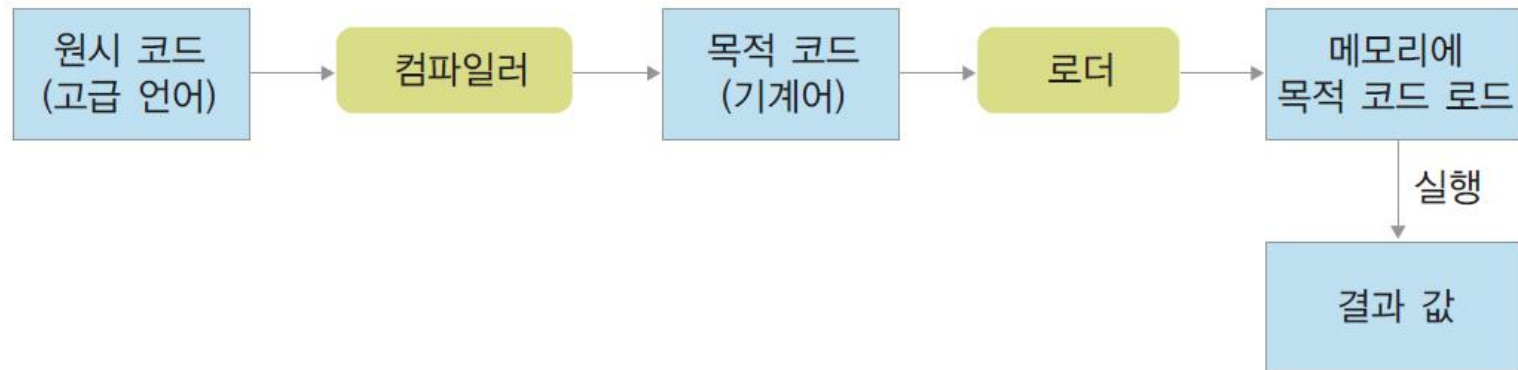 원시 코드
(고급 언어)
컴파일러
목적 코드
(기계어)
로더
메모리에
목적 코드 로드
실행
결과 값